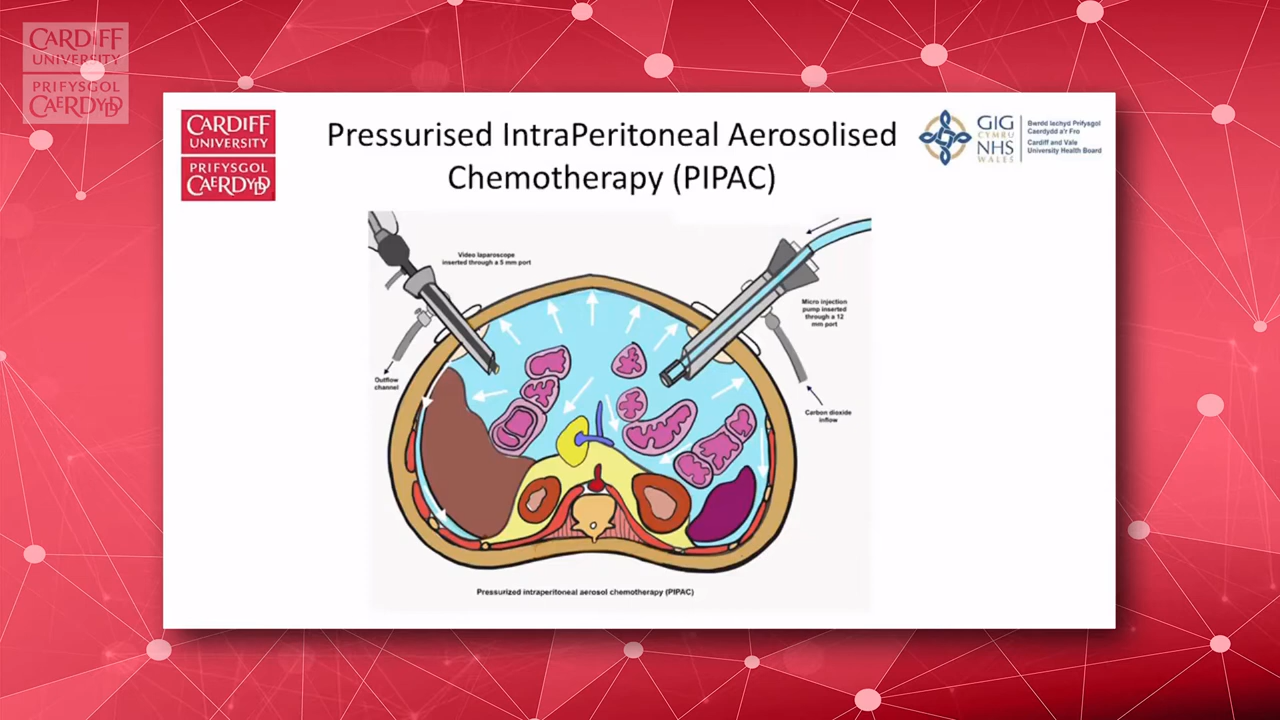 CARDIFF
UNIVERSITY
PRIFYSGOL
CAERDYDD
CARDIFF
UNIVERSITY
PRIFYSGOL
CAERDYDD
Pressurised IntraPeritoneal Aerosolised
Chemotherapy (PIPAC)
GIG
CYMRU
NHS
WALES
Bwrdd Iechyd Prifysgol
Caerdydd a'r Fro
Cardiff and Vale
University Health Board
Video laparoscope
inserted through a 5 mm port
Micro injection
pump inserted
through a 12
mm port
Outflow
channel
Carbon dioxide
inflow
Pressurized intraperitoneal aerosol chemotherapy (PIPAC)